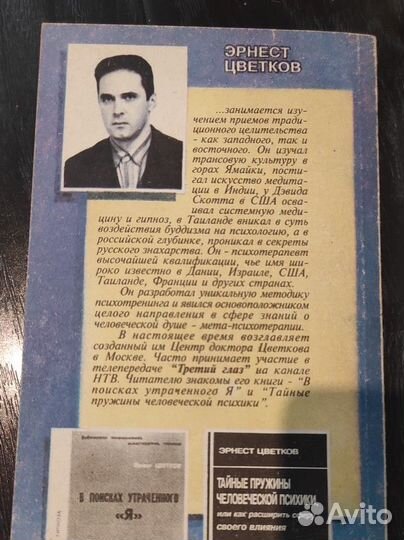 ЭРНЕСТ
ЦВЕТКОВ
...занимается изу-
чением приемов тради-
ционного целительства
- как западного, так и
восточного. Он изучал
трансовую культуру в
горах Ямайки, постиг-
гал искусство медита-
ции в Индии, у Дэвида
Скотта в США осва-
ивал системную меди-
цину и гипноз, в Таиланде вникал в суть
воздействия буддизма на психологию, а в
российской глубинке, проникал в секреты
русского знахарства. Он - психотерапевт
высочайшей квалификации, чье имя ши-
роко известно в Дании, Израиле, США,
Таиланде, Франции и других странах.
Он разработал уникальную методику
психотренинга и явился основоположником
целого направления в сфере знаний о
человеческой душе - мета-психотерапии.
В настоящее время возглавляет
созданный им Центр доктора Цветкова
в Москве. Часто принимает участие в
телепередаче "Третий глаз" на канале
НТВ. Читателю знакомы его книги - "В
поисках утраченного Я" и "Тайные
пружины человеческой психики".
ЦВЕТКОВ
В ПОИСКАХ УТРАЧЕННОГО
«Я»
ЭРНЕСТ ЦВЕТКОВ
ТАЙНЫЕ ПРУЖИНЫ
ЧЕЛОВЕЧЕСКОЙ ПСИХИКИ
или как расширить
своего влияния
Avito